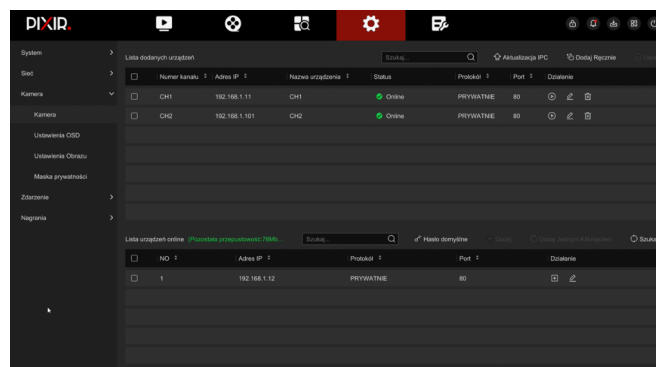 PIXIR.
System
Sieć
Kamera
Kamera
Ustawienia OSD
Ustawienia Obrazu
Maska prywatności
Zdarzenie
Nagrania
Lista dodanych urządzeń Szukaj... Aktualizacja IPC Dodaj Ręcznie
Numer kanału Adres IP Nazwa urządzenia Status Protokół Port Działanie
CH1 192.168.1.11 CH1 Online PRYWATNIE 80
CH2 192.168.1.101 CH2 Online PRYWATNIE 80
Lista urządzeń online (Pozostała przepustowość:76Mb... Szukaj... Hasło domyślne Szuka
NO Adres IP Protokół Port Działanie
1 192.168.1.12 PRYWATNIE 80